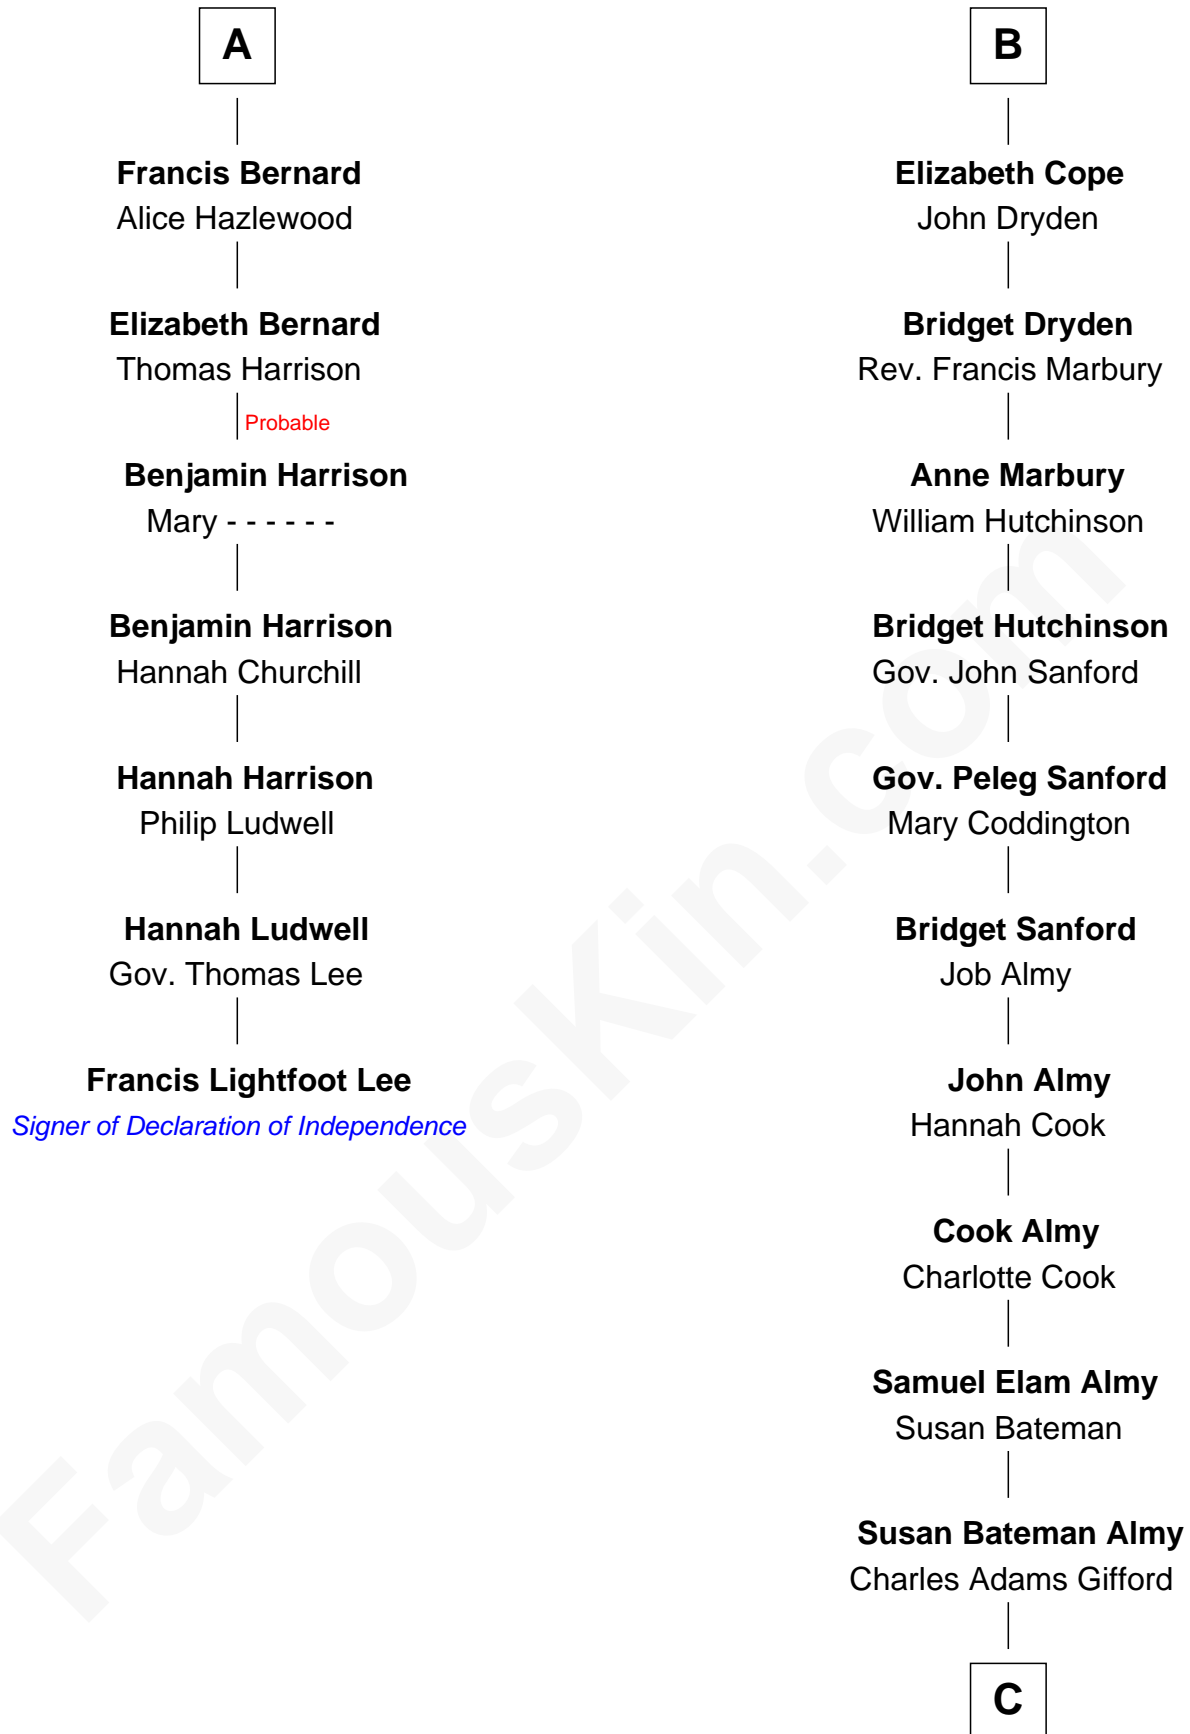 A
Francis Bernard
Alice Hazlewood
Elizabeth Bernard
Thomas Harrison
Probable
Benjamin Harrison
Mary - - - - - -
Benjamin Harrison
Hannah Churchill
Hannah Harrison
Philip Ludwell
Hannah Ludwell
Gov. Thomas Lee
Francis Lightfoot Lee
Signer of Declaration of Independence
B
Elizabeth Cope
John Dryden
Bridget Dryden
Rev. Francis Marbury
Anne Marbury
William Hutchinson
Bridget Hutchinson
Gov. John Sanford
Gov. Peleg Sanford
Mary Coddington
Bridget Sanford
Job Almy
John Almy
Hannah Cook
Cook Almy
Charlotte Cook
Samuel Elam Almy
Susan Bateman
Susan Bateman Almy
Charles Adams Gifford
C
FamousKin.com